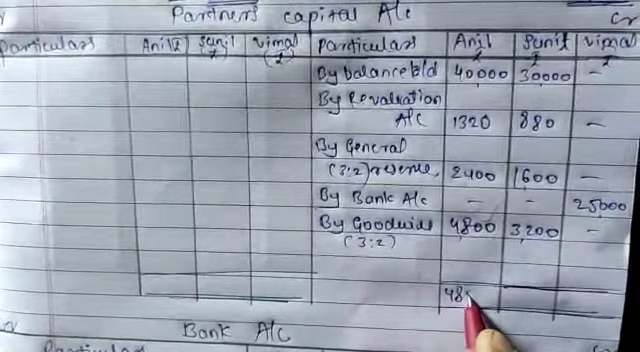 Partners capital A/c
Cr
Particulars Anil sunil vimal Particulars Anil sunil vimal
By balance b/d 40000 30000 -
By Revaluation
A/c 1320 880 -
By General
(3:2) reserve 2400 1600 -
By Bank A/c - - 25000
By Goodwill 4800 3200 -
(3:2)
48
Bank A/c
Particulars